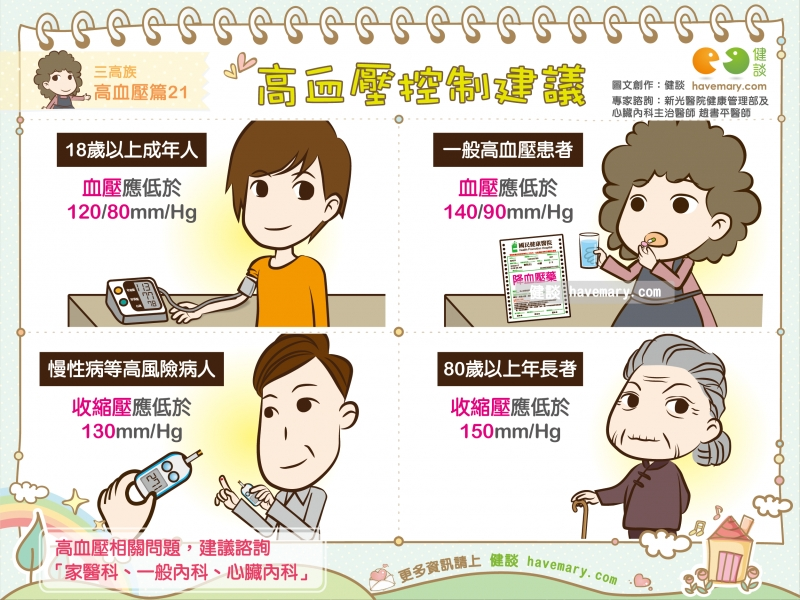 三高族
高血壓篇21
高血壓控制建議
健談
圖文創作：健談 havemary.com
專家諮詢：新光醫院健康管理部及
心臟內科主治醫師 趙書平醫師
18歲以上成年人
血壓應低於
120/80mm/Hg
一般高血壓患者
血壓應低於
140/90mm/Hg
國民健康醫院
降血壓藥
健談 havemary.com
慢性病等高風險病人
收縮壓應低於
130mm/Hg
80歲以上年長者
收縮壓應低於
150mm/Hg
高血壓相關問題，建議諮詢
「家醫科、一般內科、心臟內科」
更多資訊請上 健談 havemary.com